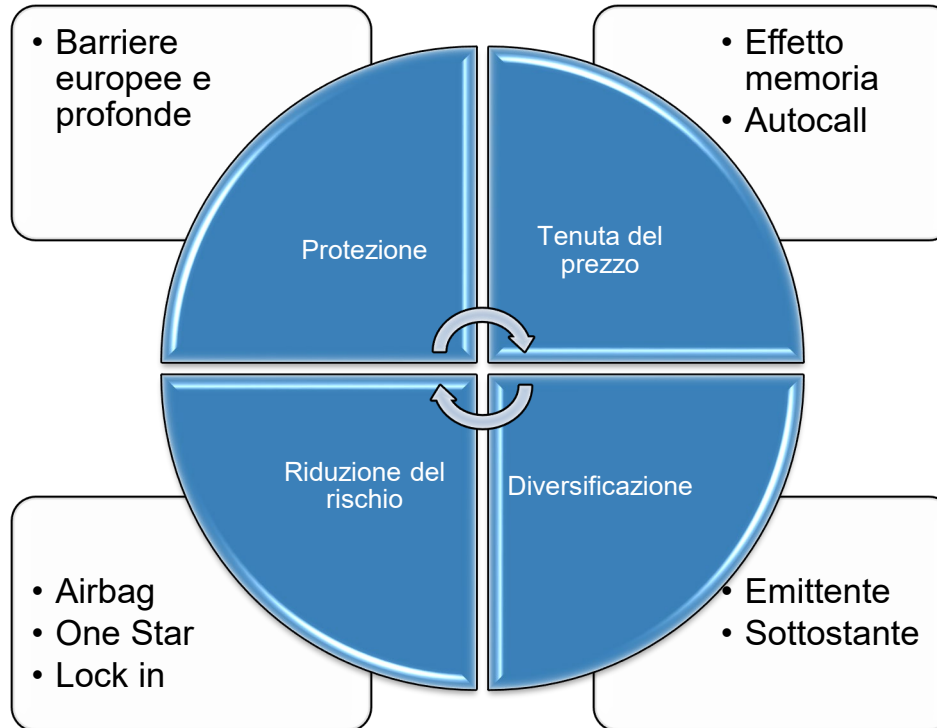 • Barriere
europee e
profonde
• Effetto
memoria
• Autocall
Protezione
Tenuta del
prezzo
Riduzione del
rischio
Diversificazione
• Airbag
• One Star
• Lock in
• Emittente
• Sottostante